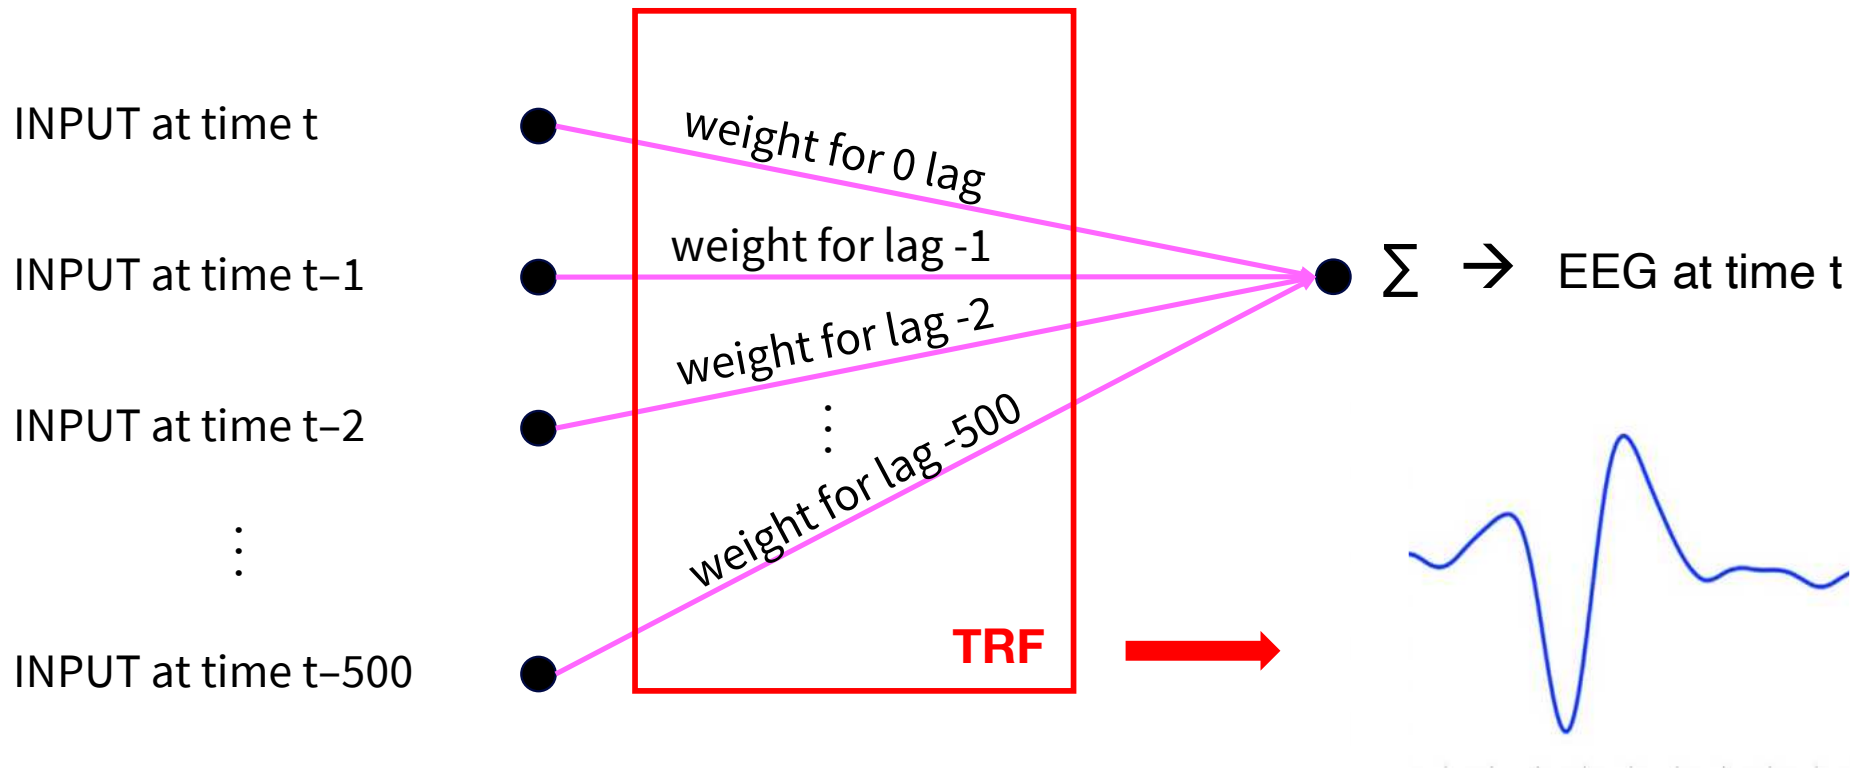 INPUT at time t
weight for 0 lag
INPUT at time t–1
weight for lag -1
∑ → EEG at time t
INPUT at time t–2
weight for lag -2
⋮
weight for lag -500
⋮
INPUT at time t–500
TRF